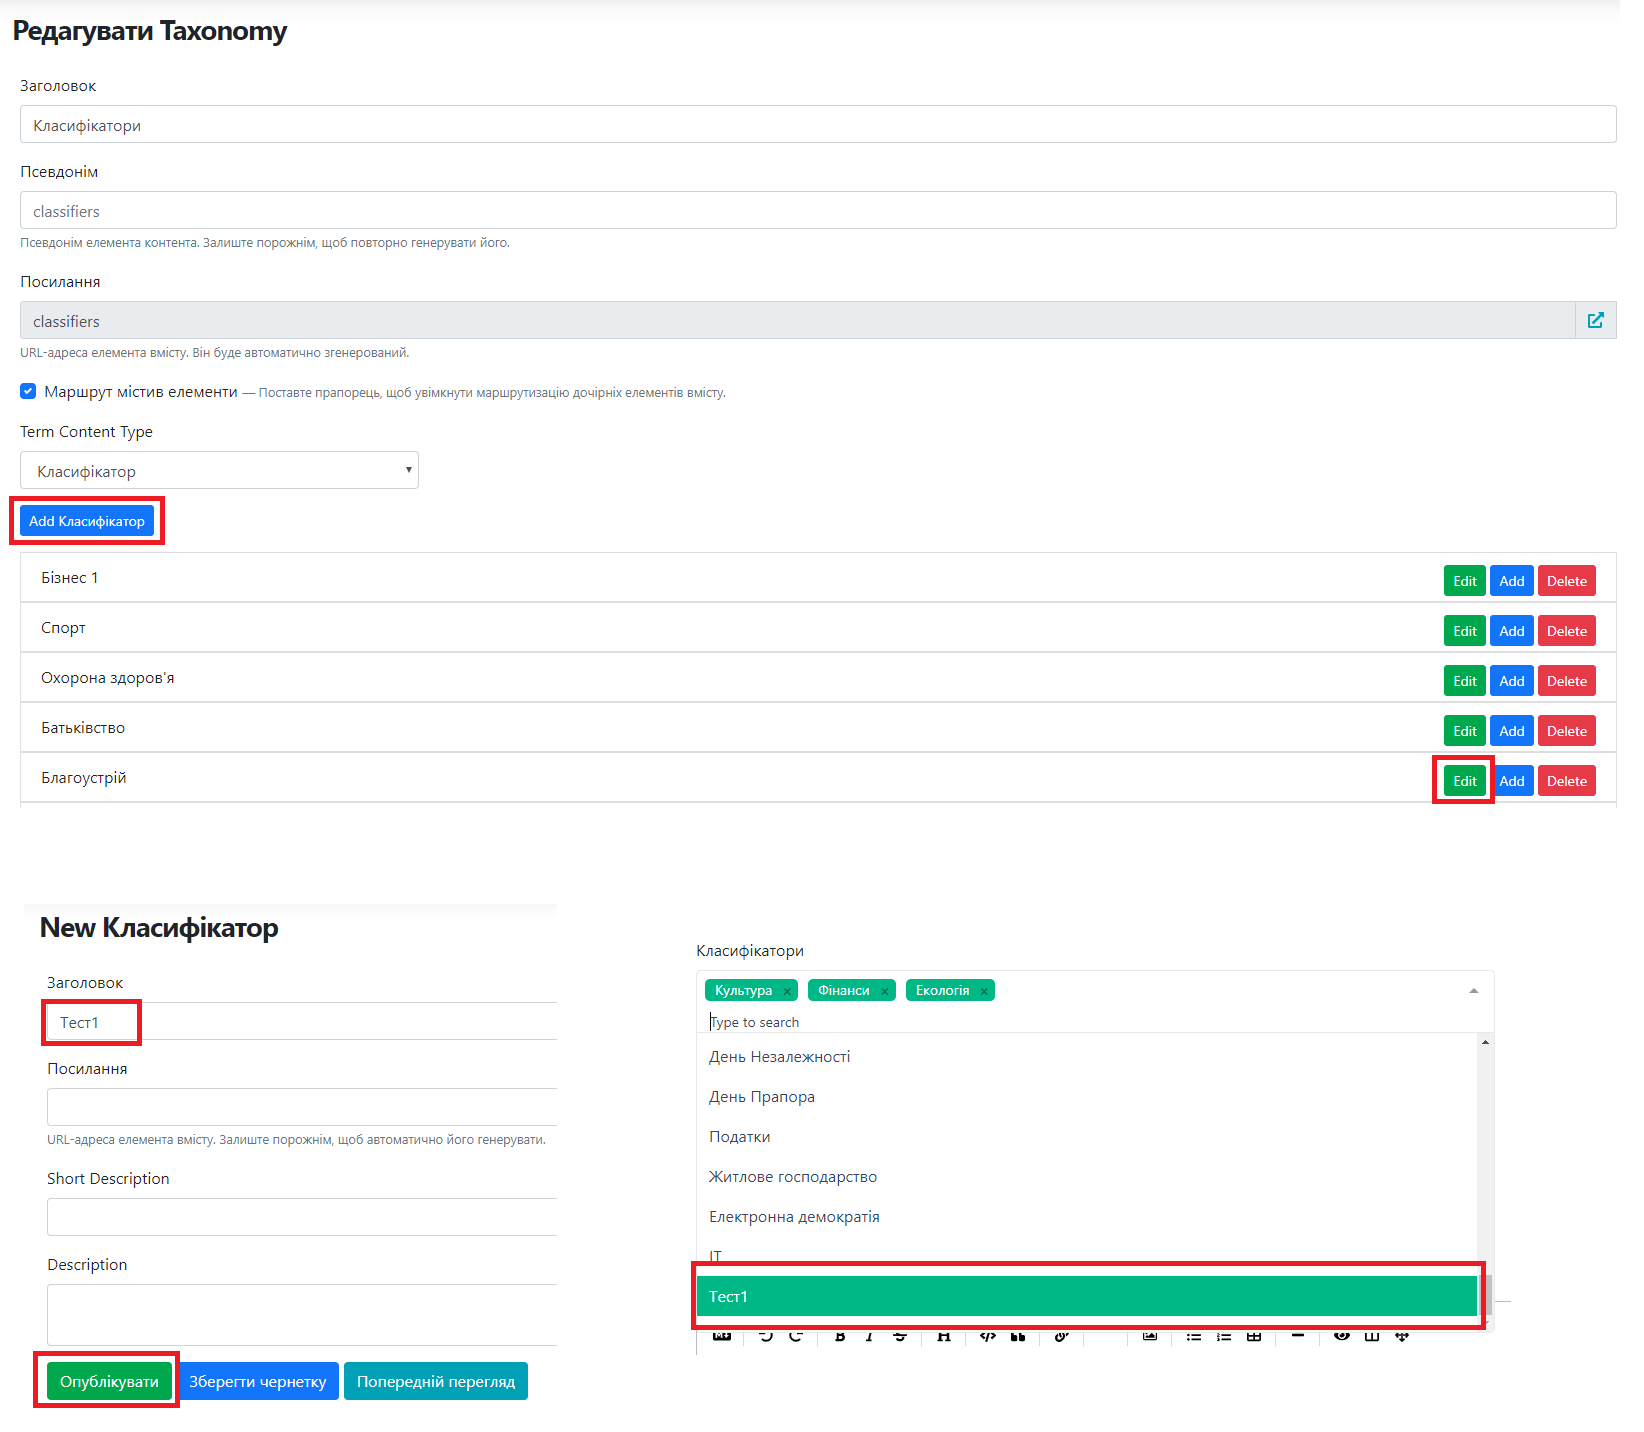 Редагувати Taxonomy
Заголовок
Класифікатори
Псевдонім
classifiers
Псевдонім елемента контента. Залиште порожнім, щоб повторно генерувати його.
Посилання
classifiers
URL-адреса елемента вмісту. Він буде автоматично згенерований.
Маршрут містив елементи — Поставте прапорець, щоб увімкнути маршрутизацію дочірніх елементів вмісту.
Term Content Type
Класифікатор
Add Класифікатор
Бізнес 1 Edit Add Delete
Спорт Edit Add Delete
Охорона здоров'я Edit Add Delete
Батьківство Edit Add Delete
Благоустрій Edit Add Delete
New Класифікатор
Заголовок
Тест1
Посилання
URL-адреса елемента вмісту. Залиште порожнім, щоб автоматично його генерувати.
Short Description
Description
Опублікувати Зберегти чернетку Попередній перегляд
Класифікатори
Культура × Фінанси × Екологія ×
Type to search
День Незалежності
День Прапора
Податки
Житлове господарство
Електронна демократія
IT
Тест1